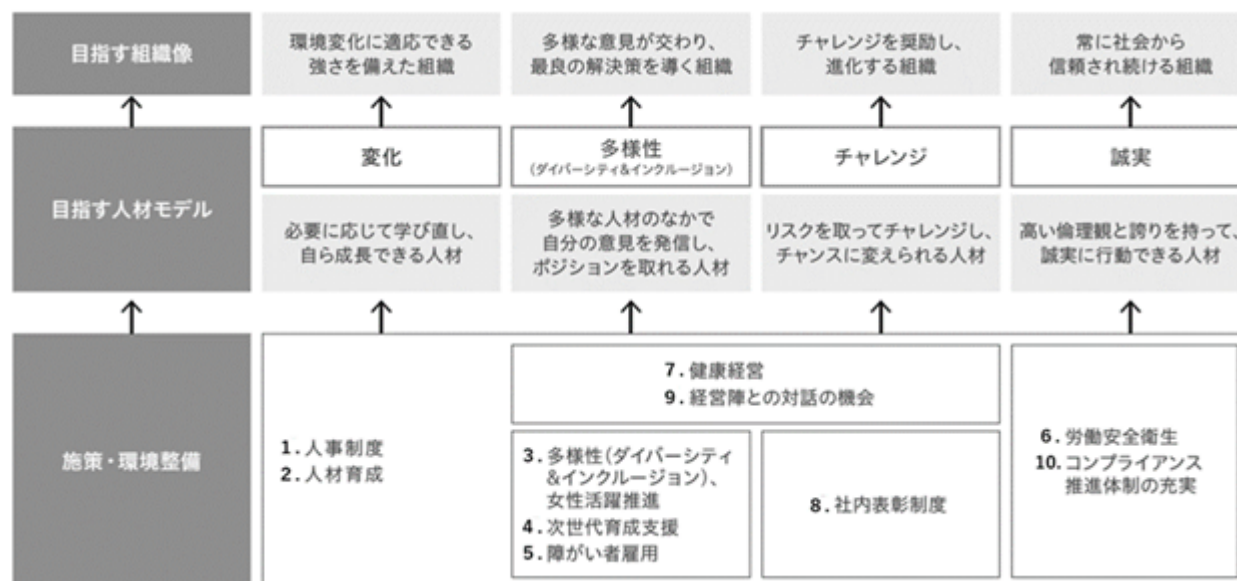 目指す組織像
環境変化に適応できる
強さを備えた組織
多様な意見が交わり、
最良の解決策を導く組織
チャレンジを奨励し、
進化する組織
常に社会から
信頼され続ける組織
目指す人材モデル
変化
多様性
(ダイバーシティ&インクルージョン)
チャレンジ
誠実
必要に応じて学び直し、
自ら成長できる人材
多様な人材のなかで
自分の意見を発信し、
ポジションを取れる人材
リスクを取ってチャレンジし、
チャンスに変えられる人材
高い倫理観と誇りを持って、
誠実に行動できる人材
施策・環境整備
1.人事制度
2.人材育成
7.健康経営
9.経営陣との対話の機会
3.多様性(ダイバーシティ
&インクルージョン)、
女性活躍推進
4.次世代育成支援
5.障がい者雇用
8.社内表彰制度
6.労働安全衛生
10.コンプライアンス
推進体制の充実